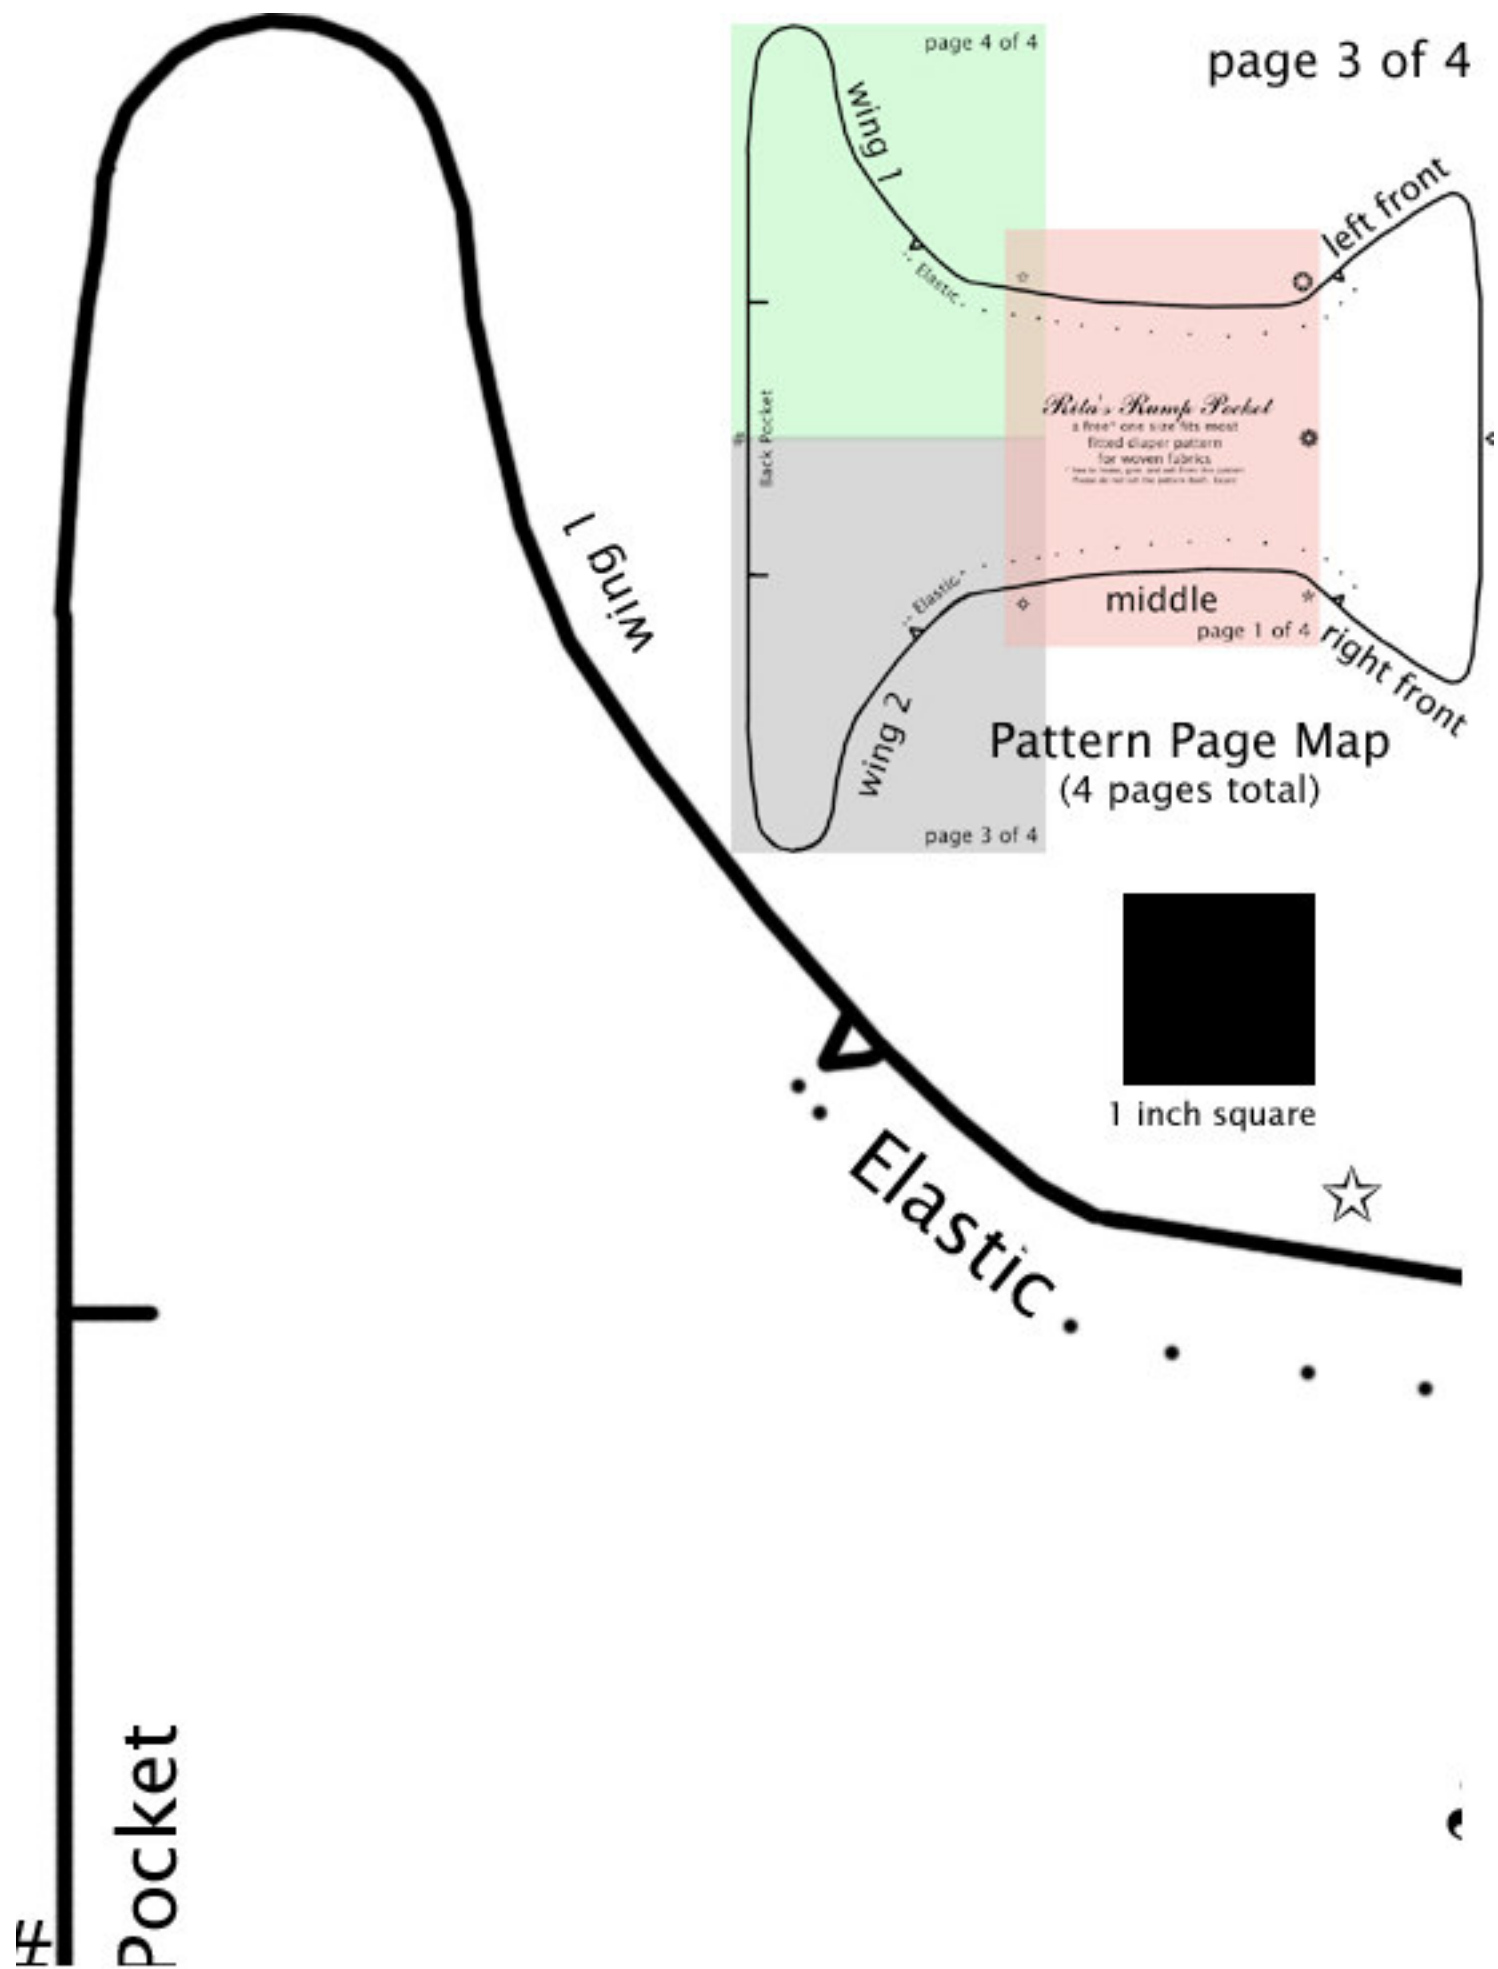 page 3 of 4
page 4 of 4
wing 1
left front
Elastic
Rita's Rump Pocket
a free* one size fits most
fitted diaper pattern
for woven fabrics
Back Pocket
Elastic
middle
page 1 of 4
right front
wing 2
page 3 of 4
Pattern Page Map
(4 pages total)
wing 1
1 inch square
Elastic
Pocket
#